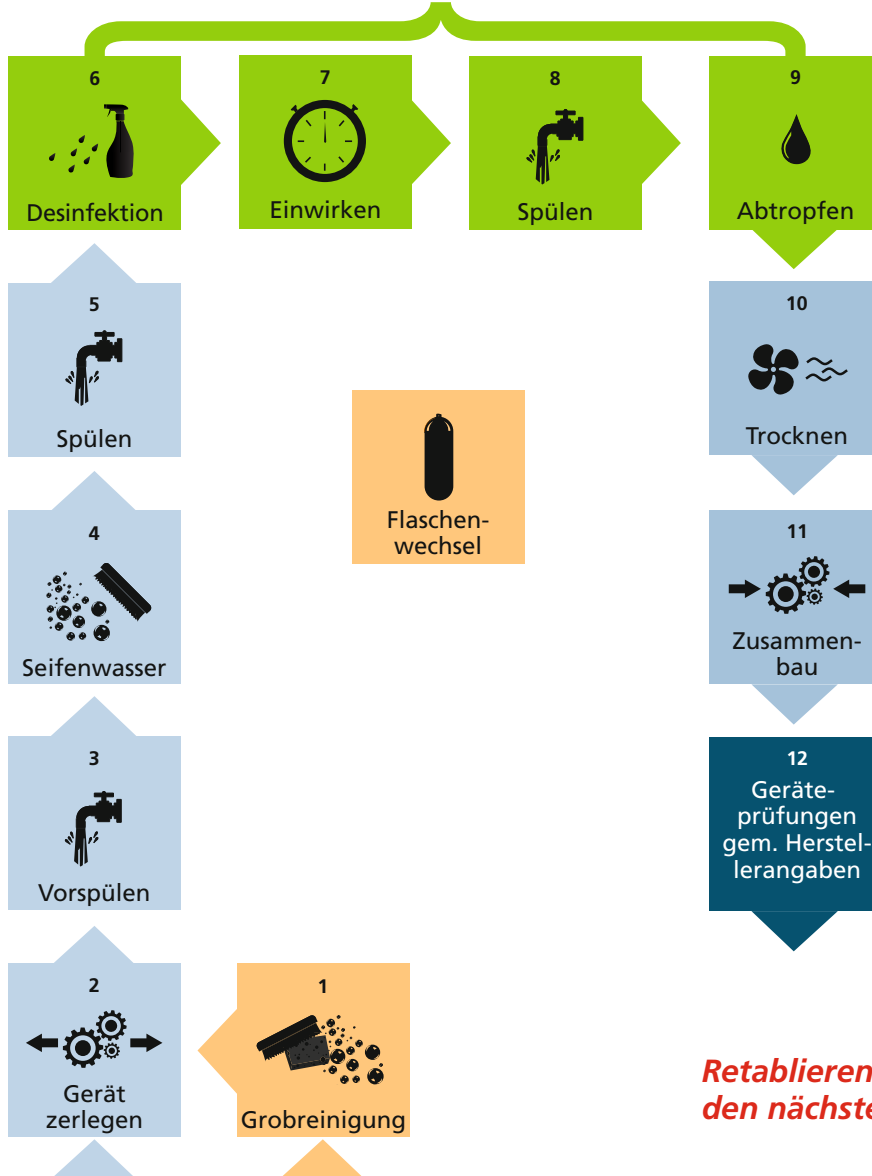 6
Desinfektion
7
Einwirken
8
Spülen
9
Abtropfen
5
Spülen
10
Trocknen
Flaschen-
wechsel
4
Seifenwasser
11
Zusammen-
bau
3
Vorspülen
12
Geräte-
prüfungen
gem. Herstel-
lerangaben
2
Gerät
zerlegen
1
Grobreinigung
Retablieren
den nächste